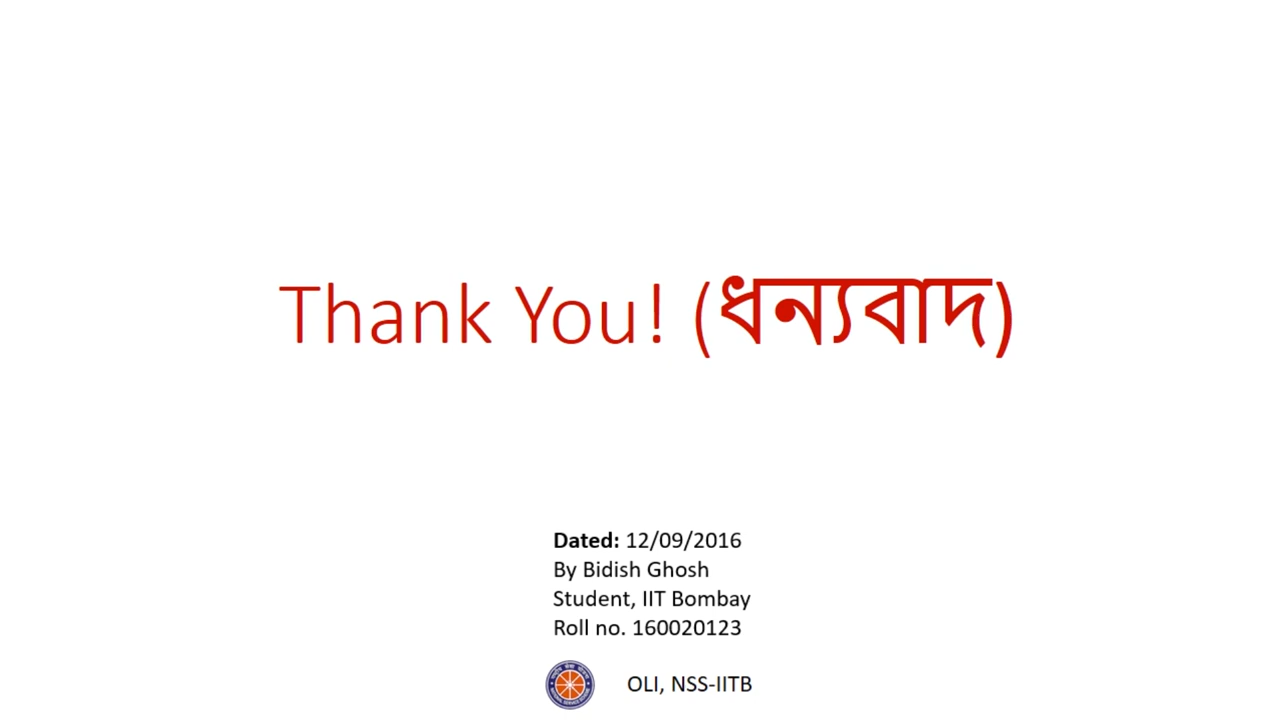 Thank You! (ধন্যবাদ)
Dated: 12/09/2016
By Bidish Ghosh
Student, IIT Bombay
Roll no. 160020123
OLI, NSS-IITB